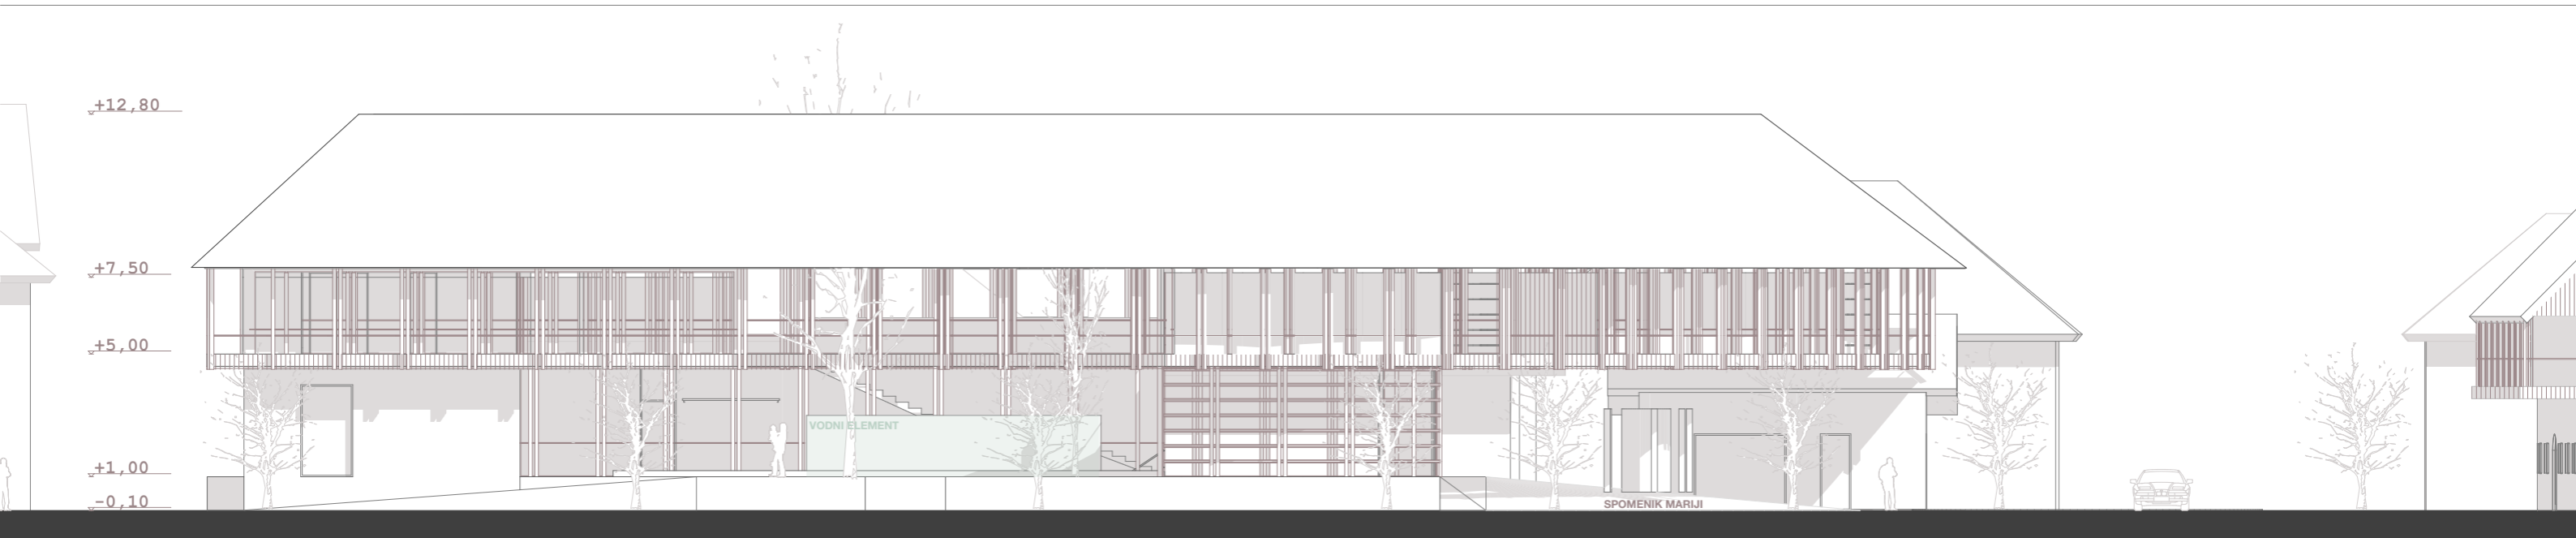 +12,80
+7,50
+5,00
VODNI ELEMENT
+1,00
-0,10
SPOMENIK MARIJI